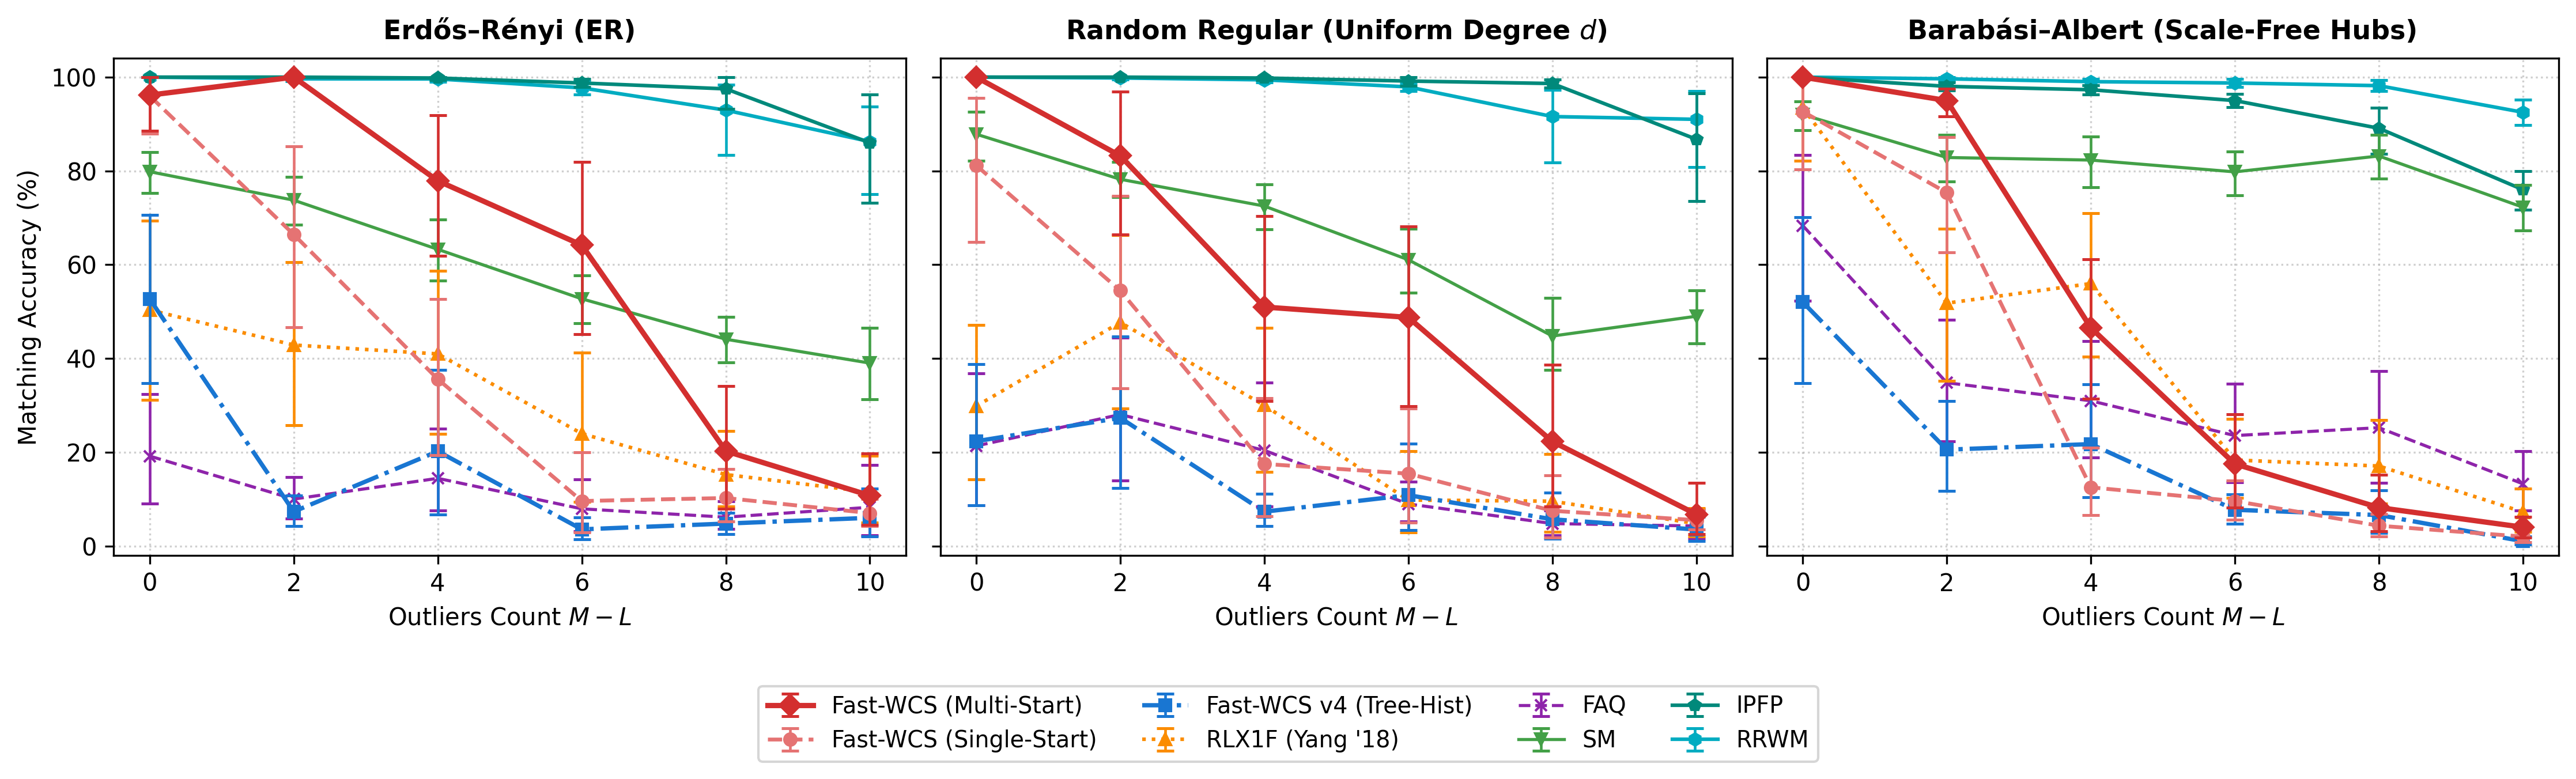 Erdős–Rényi (ER)
Random Regular (Uniform Degree d)
Barabási–Albert (Scale-Free Hubs)
Matching Accuracy (%)
100
80
60
40
20
0
0 2 4 6 8 10
0 2 4 6 8 10
0 2 4 6 8 10
Outliers Count M − L
Outliers Count M − L
Outliers Count M − L
Fast-WCS (Multi-Start)
Fast-WCS (Single-Start)
Fast-WCS v4 (Tree-Hist)
RLX1F (Yang '18)
FAQ
SM
IPFP
RRWM